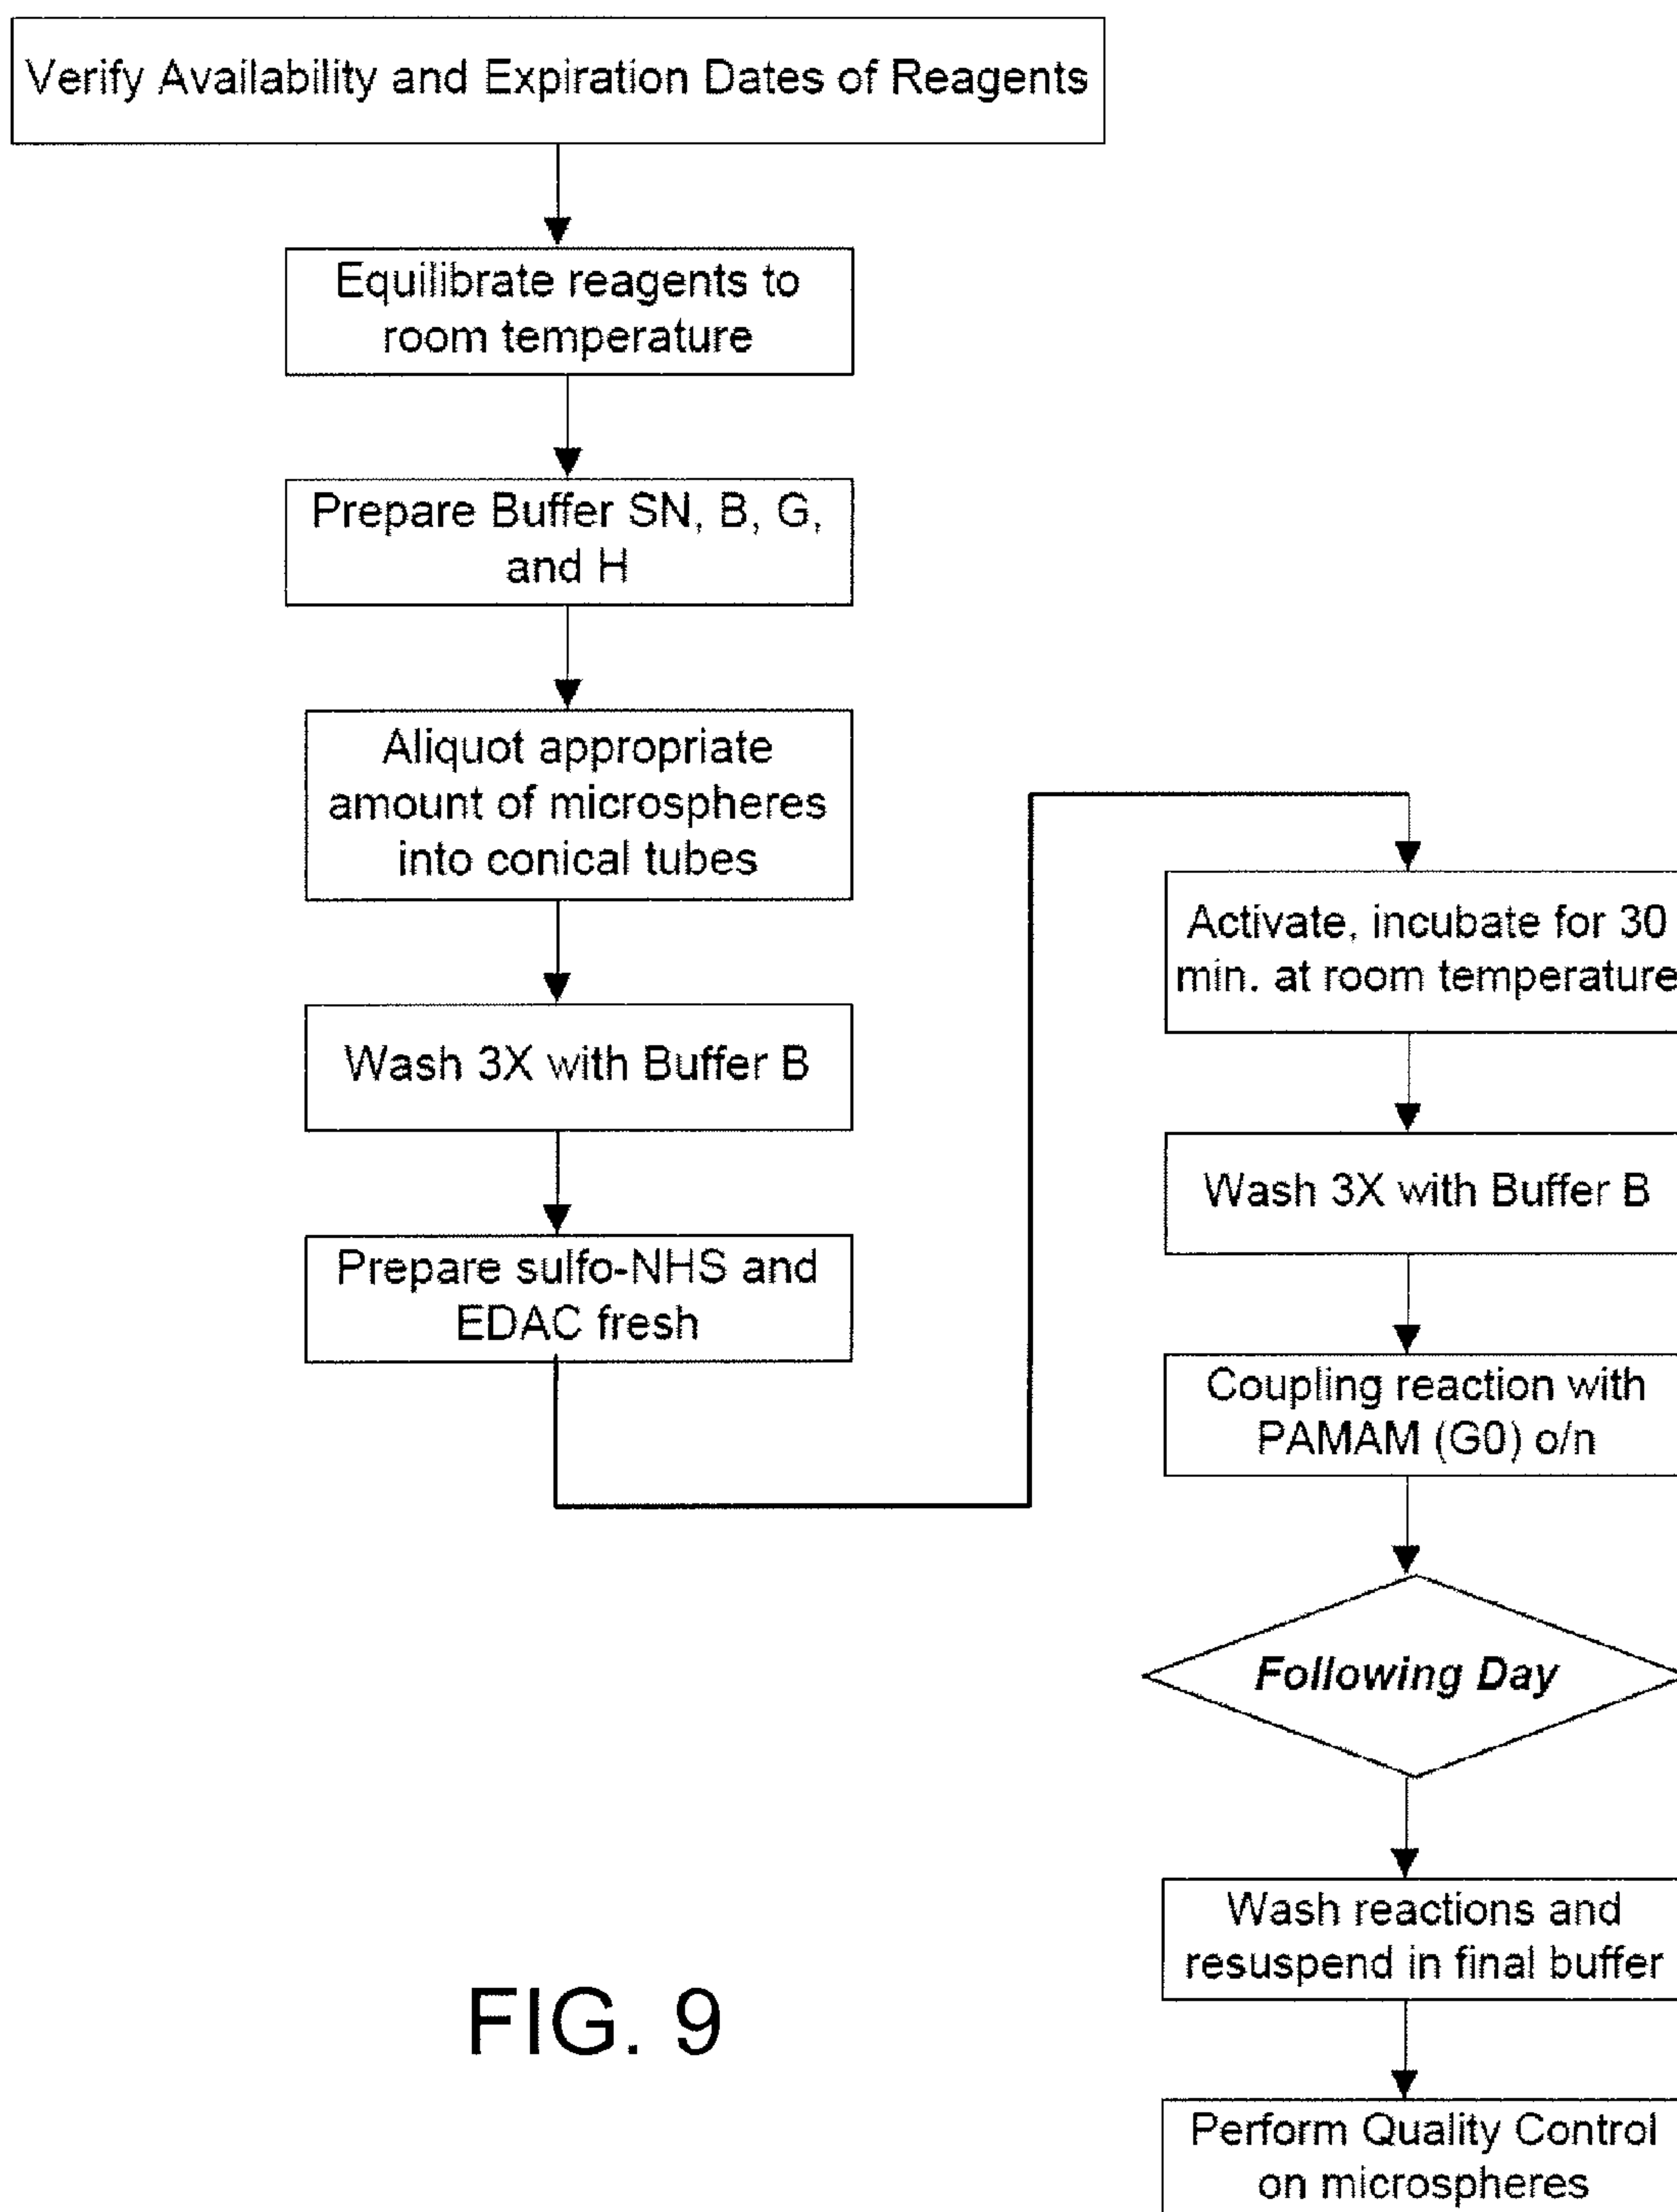 Verify Availability and Expiration Dates of Reagents
Equilibrate reagents to
room temperature
Prepare Buffer SN, B, G,
and H
Aliquot appropriate
amount of microspheres
into conical tubes
Wash 3X with Buffer B
Prepare sulfo-NHS and
EDAC fresh
Activate, incubate for 30
min. at room temperature
Wash 3X with Buffer B
Coupling reaction with
PAMAM (G0) o/n
Following Day
Wash reactions and
resuspend in final buffer
Perform Quality Control
on microspheres
FIG. 9